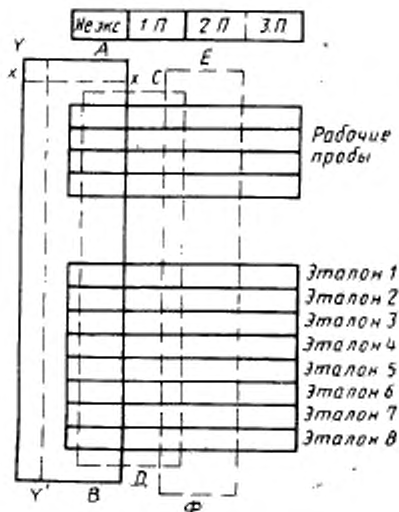 Не экс 1 П 2 П 3.П
Y A E
x x C
Рабочие
пробы
Эталон 1
Эталон 2
Эталон 3
Эталон 4
Эталон 5
Эталон 6
Эталон 7
Эталон 8
Y' B Д Ф